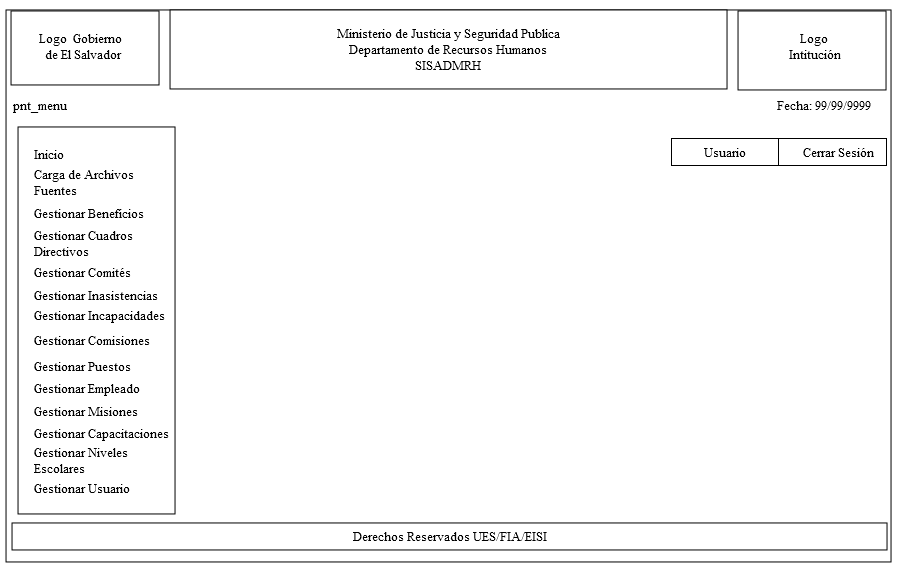 Logo Gobierno
de El Salvador
Ministerio de Justicia y Seguridad Publica
Departamento de Recursos Humanos
SISADMRH
Logo
Intitución
pnt_menu
Fecha: 99/99/9999
Usuario
Cerrar Sesión
Inicio
Carga de Archivos
Fuentes
Gestionar Beneficios
Gestionar Cuadros
Directivos
Gestionar Comités
Gestionar Inasistencias
Gestionar Incapacidades
Gestionar Comisiones
Gestionar Puestos
Gestionar Empleado
Gestionar Misiones
Gestionar Capacitaciones
Gestionar Niveles
Escolares
Gestionar Usuario
Derechos Reservados UES/FIA/EISI